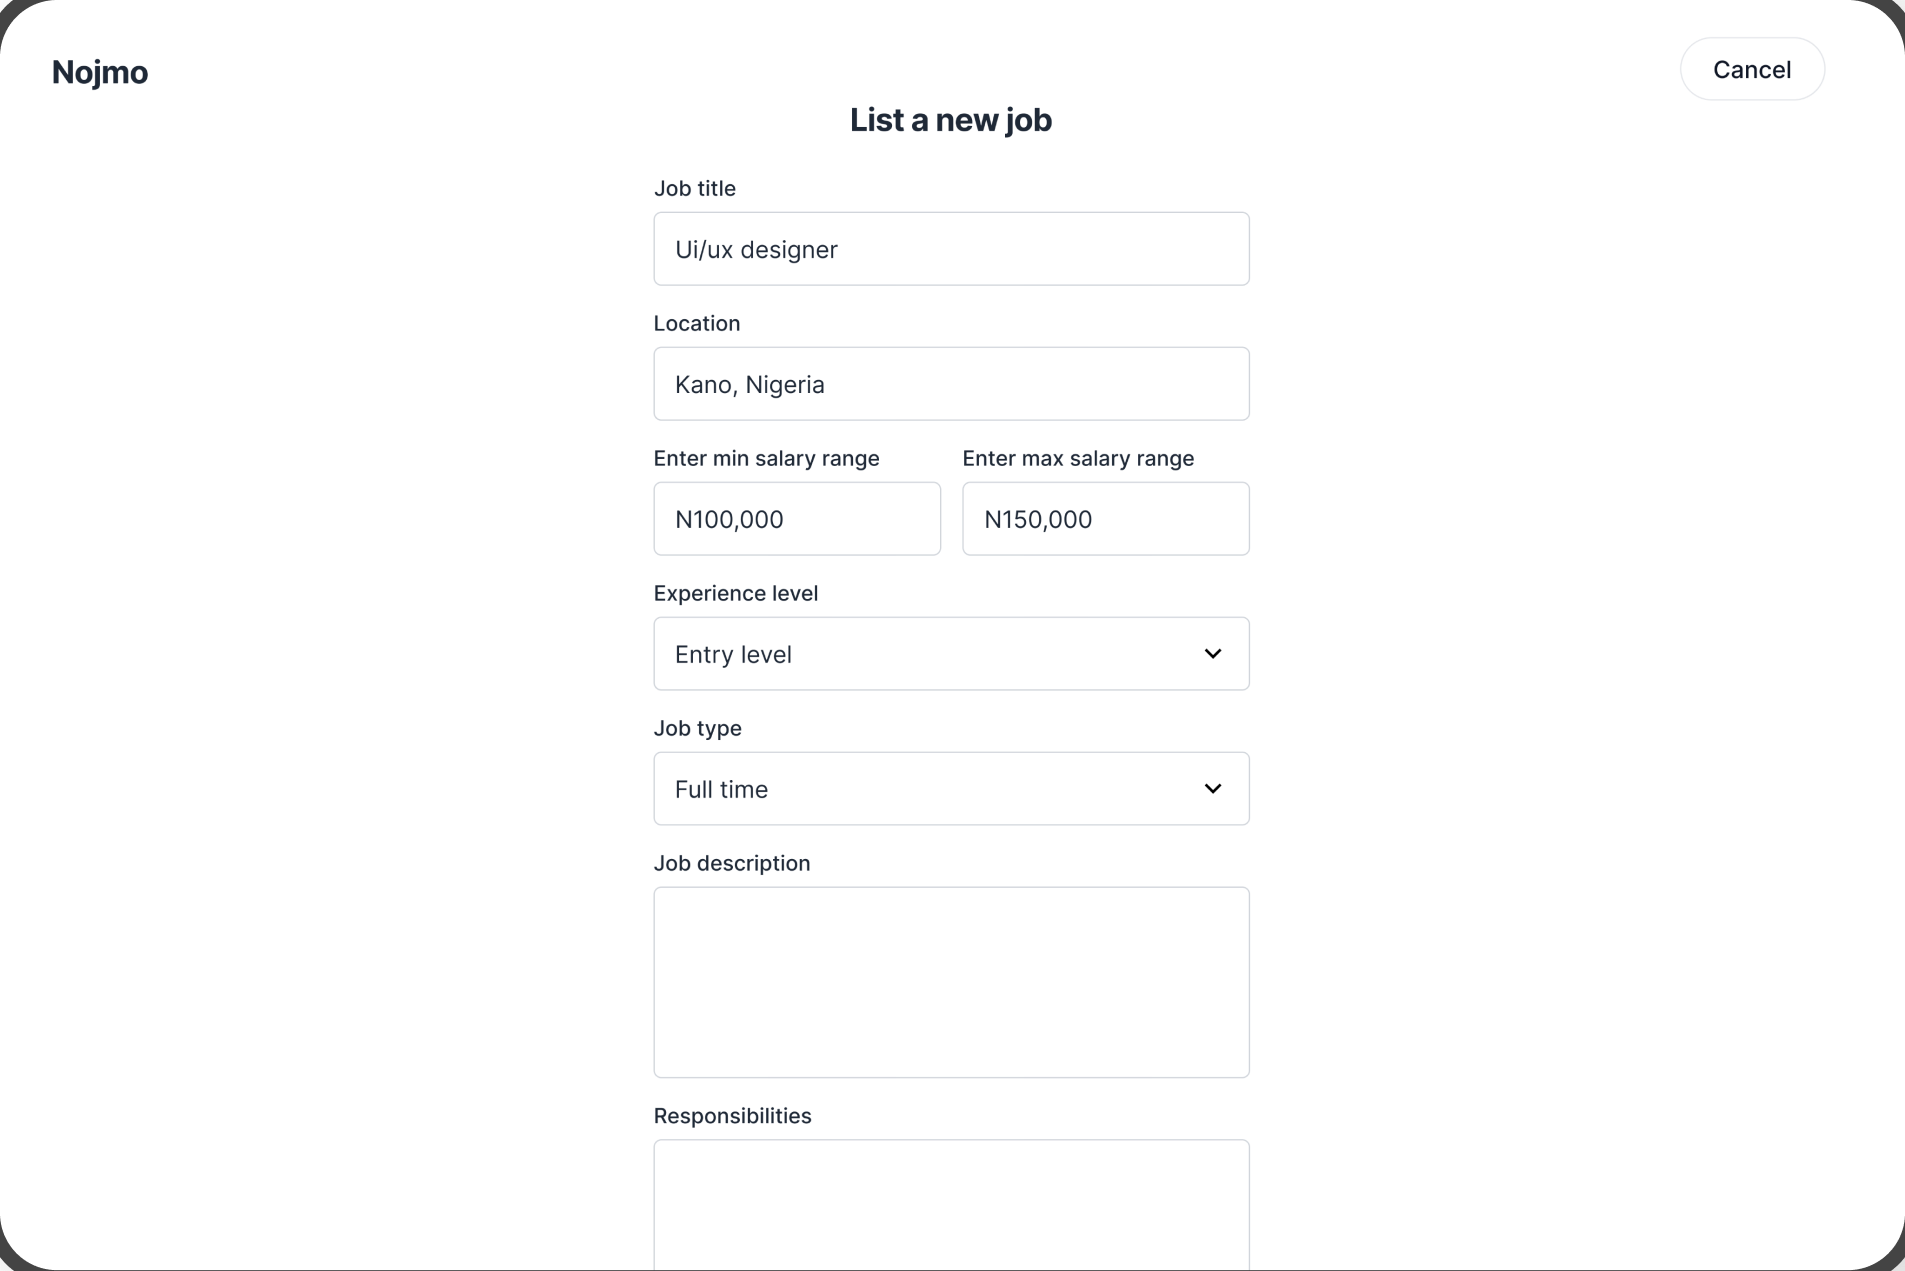 Nojmo
Cancel
List a new job
Job title
Ui/ux designer
Location
Kano, Nigeria
Enter min salary range Enter max salary range
N100,000 N150,000
Experience level
Entry level
Job type
Full time
Job description
Responsibilities